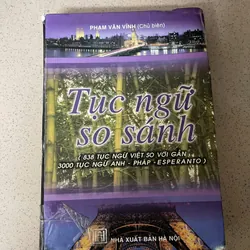 PHẠM VĂN VĨNH (Chủ biên)
Tục ngữ
so sánh
( 838 TỤC NGỮ VIỆT SO VỚI GẦN
3000 TỤC NGỮ ANH - PHÁP - ESPERANTO )
NHÀ XUẤT BẢN HÀ NỘI